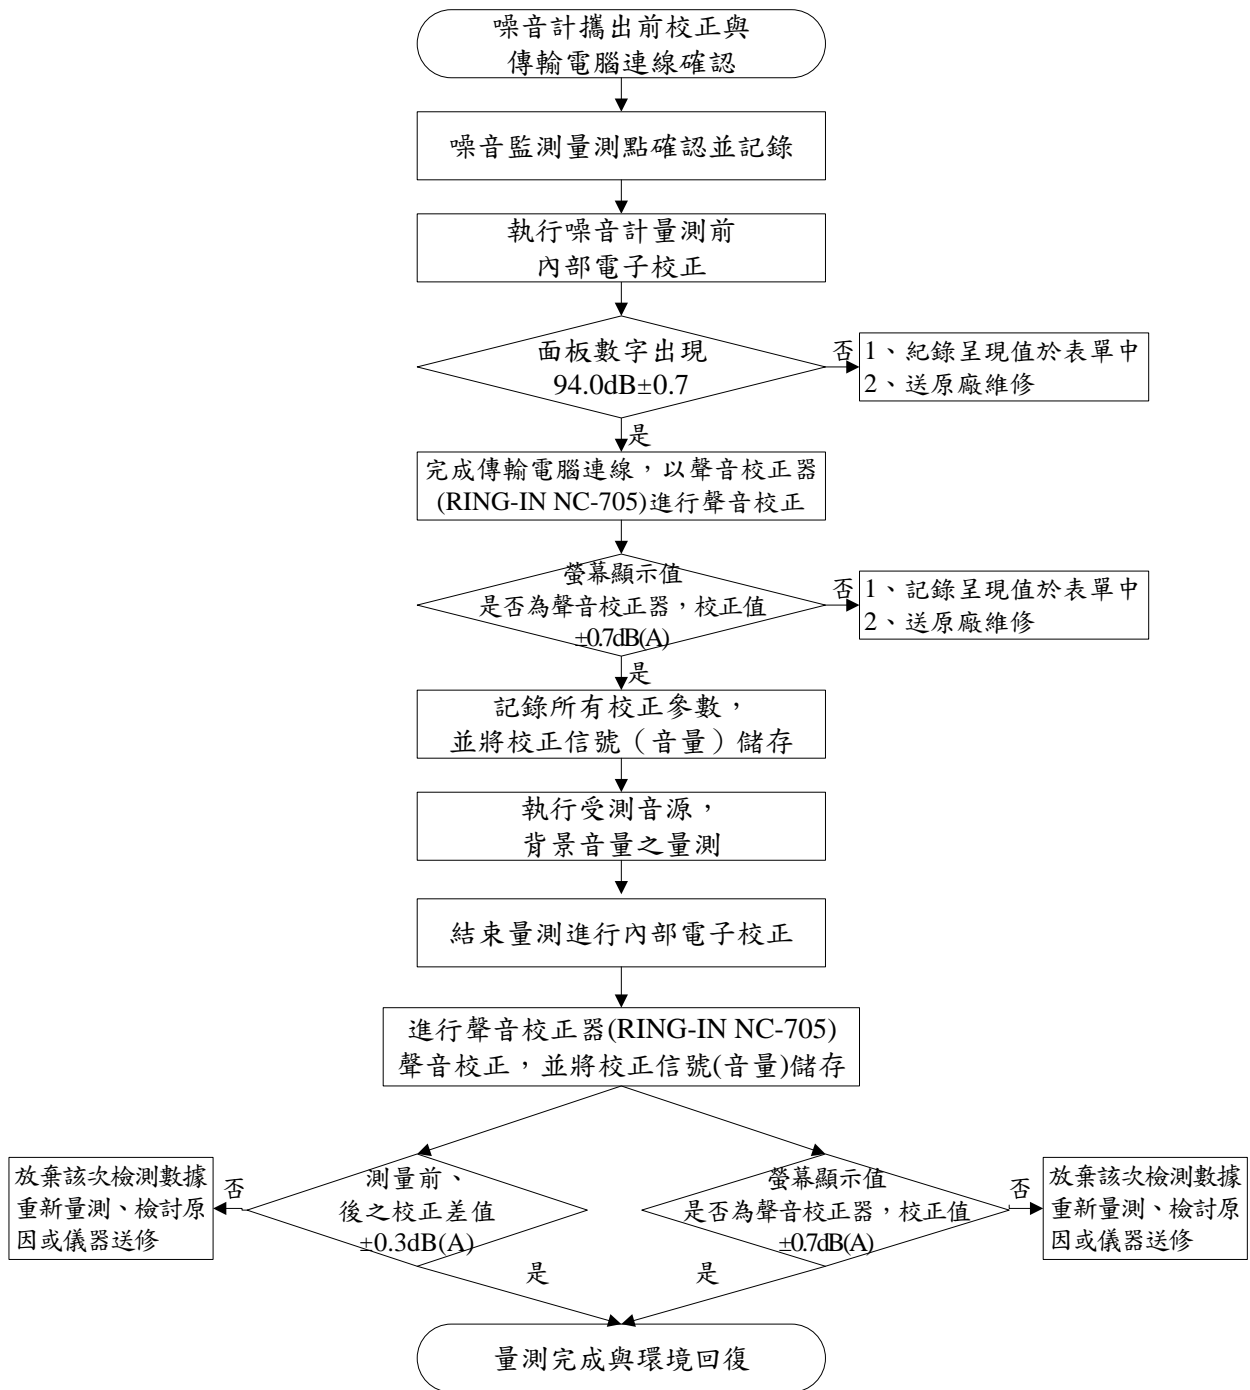 噪音計攜出前校正與
傳輸電腦連線確認
噪音監測量測點確認並記錄
執行噪音計量測前
內部電子校正
面板數字出現
94.0dB±0.7
否
1、紀錄呈現值於表單中
2、送原廠維修
是
完成傳輸電腦連線，以聲音校正器
(RING-IN NC-705)進行聲音校正
螢幕顯示值
是否為聲音校正器，校正值
±0.7dB(A)
否
1、記錄呈現值於表單中
2、送原廠維修
是
記錄所有校正參數，
並將校正信號（音量）儲存
執行受測音源，
背景音量之量測
結束量測進行內部電子校正
進行聲音校正器(RING-IN NC-705)
聲音校正，並將校正信號(音量)儲存
放棄該次檢測數據
重新量測、檢討原
因或儀器送修
否
測量前、
後之校正差值
±0.3dB(A)
是
螢幕顯示值
是否為聲音校正器，校正值
±0.7dB(A)
是
否
放棄該次檢測數據
重新量測、檢討原
因或儀器送修
量測完成與環境回復